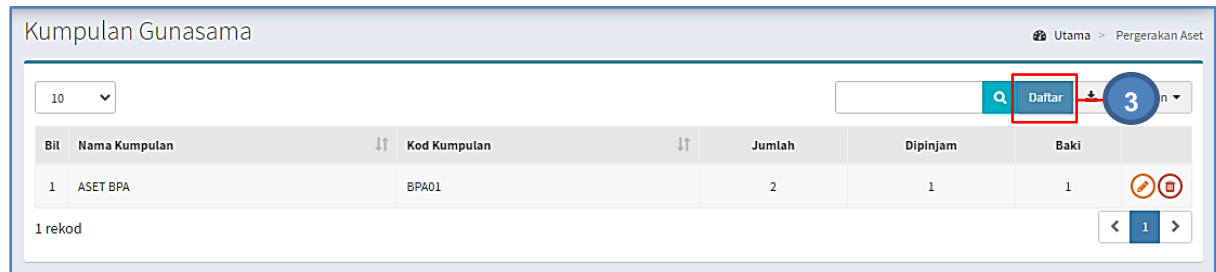 Kumpulan Gunasama
Utama > Pergerakan Aset
10
Daftar
3
Bil Nama Kumpulan Kod Kumpulan Jumlah Dipinjam Baki
1 ASET BPA BPA01 2 1 1
1 rekod
< 1 >